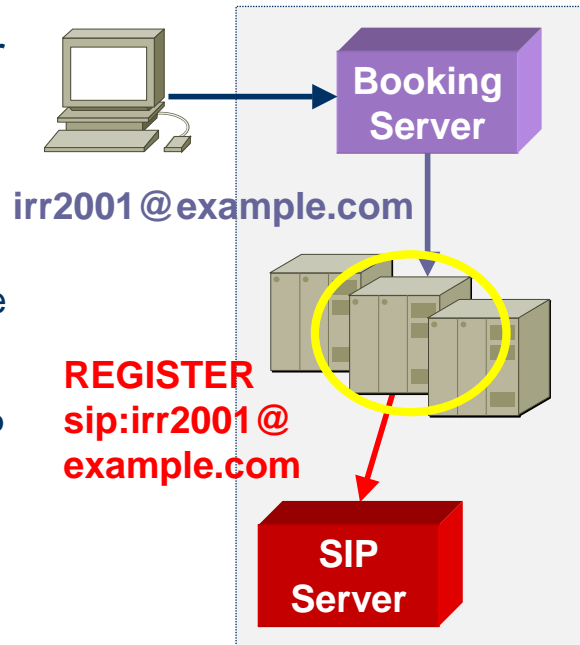 Booking
Server
irr2001@example.com
REGISTER
sip:irr2001@
example.com
SIP
Server